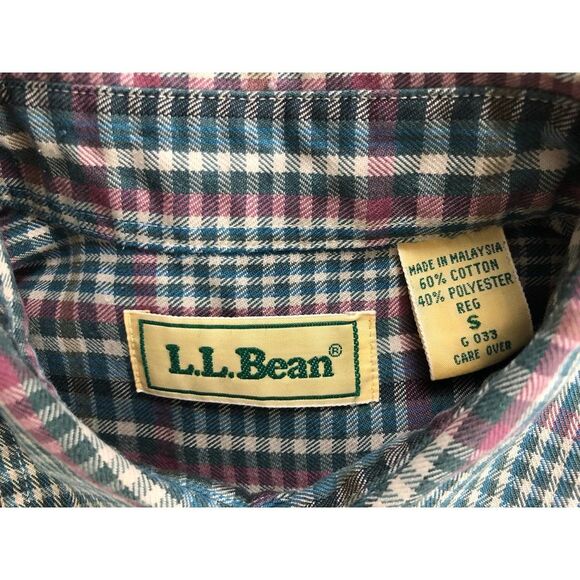 L.L.Bean®
MADE IN MALAYSIA
60% COTTON
40% POLYESTER
REG
S
G 033
CARE OVER